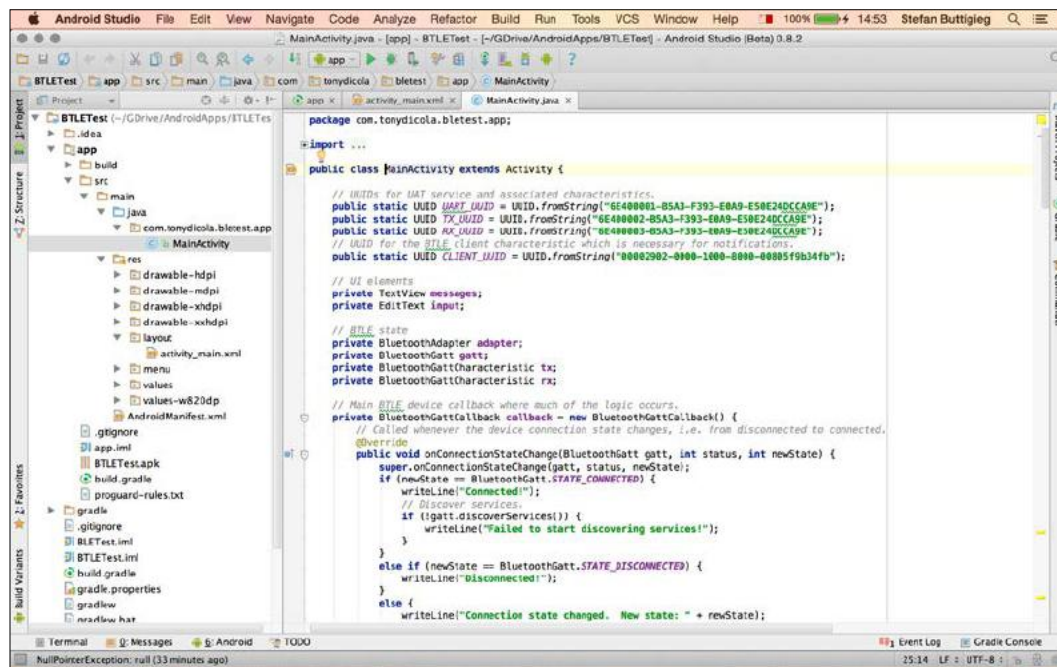 Android Studio File Edit View Navigate Code Analyze Refactor Build Run Tools VCS Window Help 100% 14:53 Stefan Buttigieg
MainActivity.java - [app] - BTLETest - [~/GDrive/AndroidApps/BTLETest] - Android Studio (Beta) 0.8.2
app
BTLETest app src main java com tonydicola bletest app MainActivity
Project
app activity_main.xml MainActivity.java
1: Project
Z: Structure
2: Favorites
Build Variants
BTLETest (~/GDrive/AndroidApps/BTLETes
.idea
app
build
src
main
java
com.tonydicola.bletest.app
MainActivity
res
drawable-hdpi
drawable-mdpi
drawable-xhdpi
drawable-xxhdpi
layout
activity_main.xml
menu
values
values-w820dp
AndroidManifest.xml
.gitignore
app.iml
BTLETest.apk
build.gradle
proguard-rules.txt
gradle
.gitignore
BLETest.iml
BTLETest.iml
build.gradle
gradle.properties
gradlew
gradlew.bat
package com.tonydicola.bletest.app;
import ...
public class MainActivity extends Activity {
// UUIDs for UAT service and associated characteristics.
public static UUID UART_UUID = UUID.fromString("6E400001-B5A3-F393-E0A9-E50E24DCCA9E");
public static UUID TX_UUID = UUID.fromString("6E400002-B5A3-F393-E0A9-E50E24DCCA9E");
public static UUID RX_UUID = UUID.fromString("6E400003-B5A3-F393-E0A9-E50E24DCCA9E");
// UUID for the BTLE client characteristic which is necessary for notifications.
public static UUID CLIENT_UUID = UUID.fromString("00002902-0000-1000-8000-00805f9b34fb");
// UI elements
private TextView messages;
private EditText input;
// BTLE state
private BluetoothAdapter adapter;
private BluetoothGatt gatt;
private BluetoothGattCharacteristic tx;
private BluetoothGattCharacteristic rx;
// Main BTLE device callback where much of the logic occurs.
private BluetoothGattCallback callback = new BluetoothGattCallback() {
// Called whenever the device connection state changes, i.e. from disconnected to connected.
@Override
public void onConnectionStateChange(BluetoothGatt gatt, int status, int newState) {
super.onConnectionStateChange(gatt, status, newState);
if (newState == BluetoothGatt.STATE_CONNECTED) {
writeLine("Connected!");
// Discover services.
if (!gatt.discoverServices()) {
writeLine("Failed to start discovering services!");
}
}
else if (newState == BluetoothGatt.STATE_DISCONNECTED) {
writeLine("Disconnected!");
}
else {
writeLine("Connection state changed.  New state: " + newState);
Terminal 0: Messages 6: Android TODO 1 Event Log Gradle Console
NullPointerException: null (33 minutes ago) 25:14 LF UTF-8